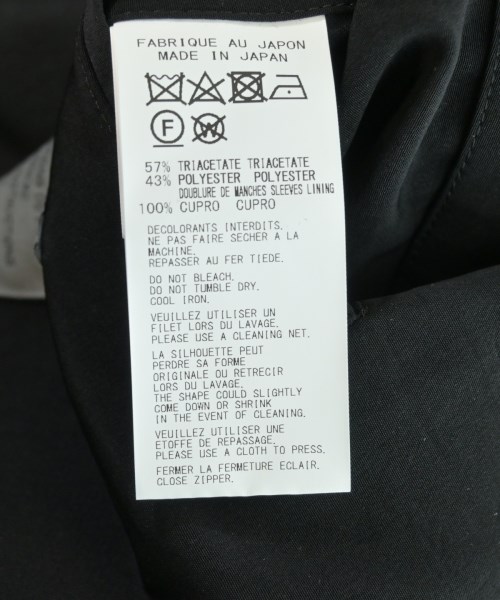 FABRIQUE AU JAPON
MADE IN JAPAN
F W
57% TRIACETATE TRIACETATE
43% POLYESTER POLYESTER
DOUBLURE DE MANCHES SLEEVES LINING
100% CUPRO CUPRO
DECOLORANTS INTERDITS.
NE PAS FAIRE SECHER A LA
MACHINE.
REPASSER AU FER TIEDE.
DO NOT BLEACH.
DO NOT TUMBLE DRY.
COOL IRON.
VEUILLEZ UTILISER UN
FILET LORS DU LAVAGE.
PLEASE USE A CLEANING NET.
LA SILHOUETTE PEUT
PERDRE SA FORME
ORIGINALE OU RETRECIR
LORS DU LAVAGE.
THE SHAPE COULD SLIGHTLY
COME DOWN OR SHRINK
IN THE EVENT OF CLEANING.
VEUILLEZ UTILISER UNE
ETOFFE DE REPASSAGE.
PLEASE USE A CLOTH TO PRESS.
FERMER LA FERMETURE ECLAIR.
CLOSE ZIPPER.